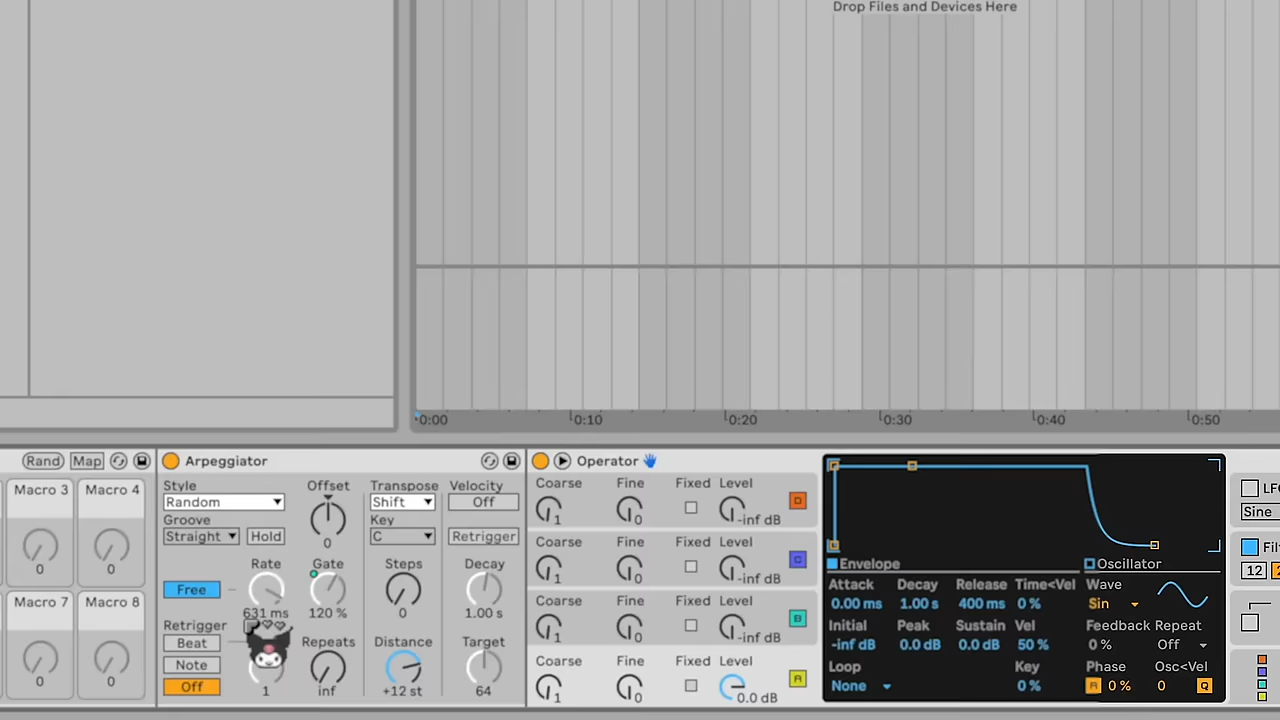 Drop Files and Devices Here
0:00 0:10 0:20 0:30 0:40 0:50
Rand Map
Macro 3 Macro 4
0 0
Macro 7 Macro 8
0 0
Arpeggiator
Style
Random
Groove
Straight Hold
Offset
0
Transpose
Shift
Key
C
Velocity
Off
Retrigger
Free
Rate
631 ms
Gate
120 %
Steps
0
Decay
1.00 s
Retrigger
Beat
Note
Off
1
Repeats
inf
Distance
+12 st
Target
64
Operator
Coarse Fine Fixed Level
1 0 -inf dB D
Coarse Fine Fixed Level
1 0 -inf dB C
Coarse Fine Fixed Level
1 0 -inf dB B
Coarse Fine Fixed Level
1 0 0.0 dB A
Envelope
Attack Decay Release Time<Vel
0.00 ms 1.00 s 400 ms 0 %
Initial Peak Sustain Vel
-inf dB 0.0 dB 0.0 dB 50 %
Loop Key
None 0 %
Oscillator
Wave
Sin
Feedback Repeat
0 % Off
Phase Osc<Vel
R 0 % 0 Q
LFO
Sine
Fil
12